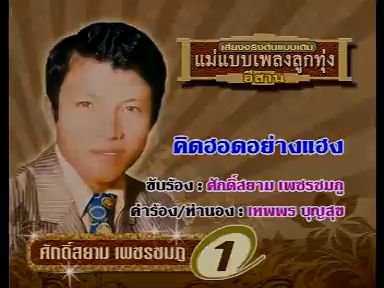 เสียงจริงต้นแบบเดิม
แม่แบบเพลงลูกทุ่ง
อีสาน
คิดฮอดอย่างแฮง
ขับร้อง : ศักดิ์สยาม เพชรชมภู
คำร้อง/ทำนอง : เทพพร บุญสุข
ศักดิ์สยาม เพชรชมภู
1